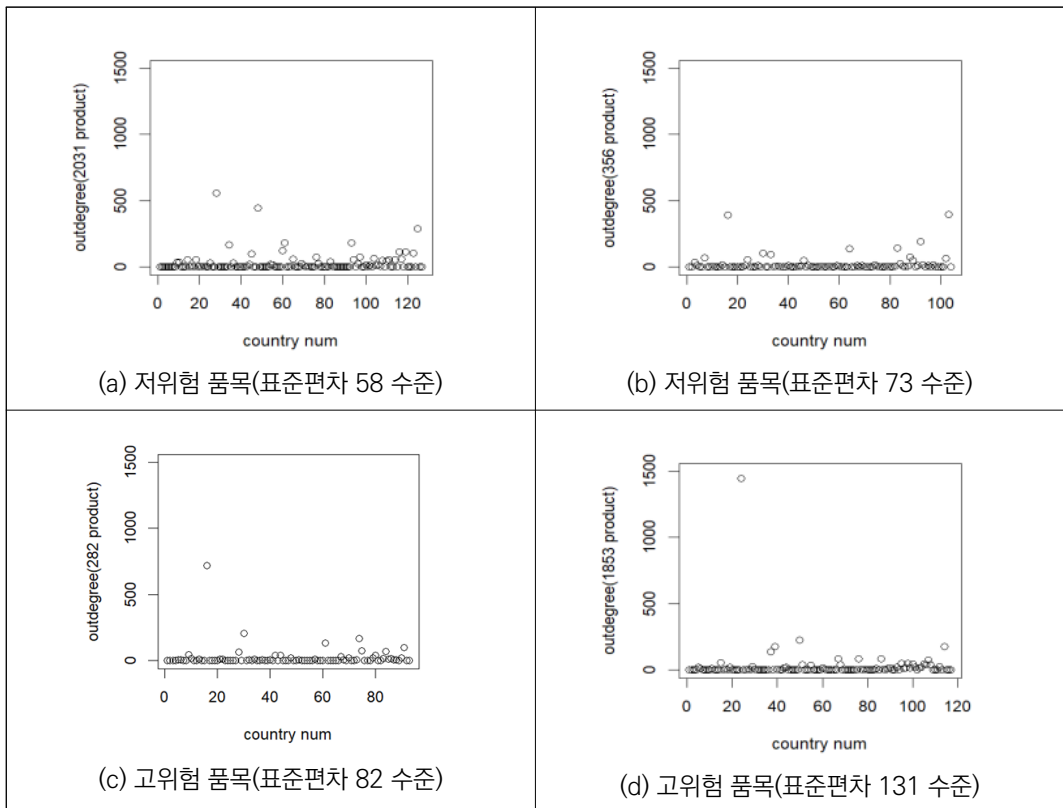 1500
1000
500
0
outdegree(2031 product)
0 20 40 60 80 100 120
country num
(a) 저위험 품목(표준편차 58 수준)
1500
1000
500
0
outdegree(356 product)
0 20 40 60 80 100
country num
(b) 저위험 품목(표준편차 73 수준)
1500
1000
500
0
outdegree(282 product)
0 20 40 60 80
country num
(c) 고위험 품목(표준편차 82 수준)
1500
1000
500
0
outdegree(1853 product)
0 20 40 60 80 100 120
country num
(d) 고위험 품목(표준편차 131 수준)